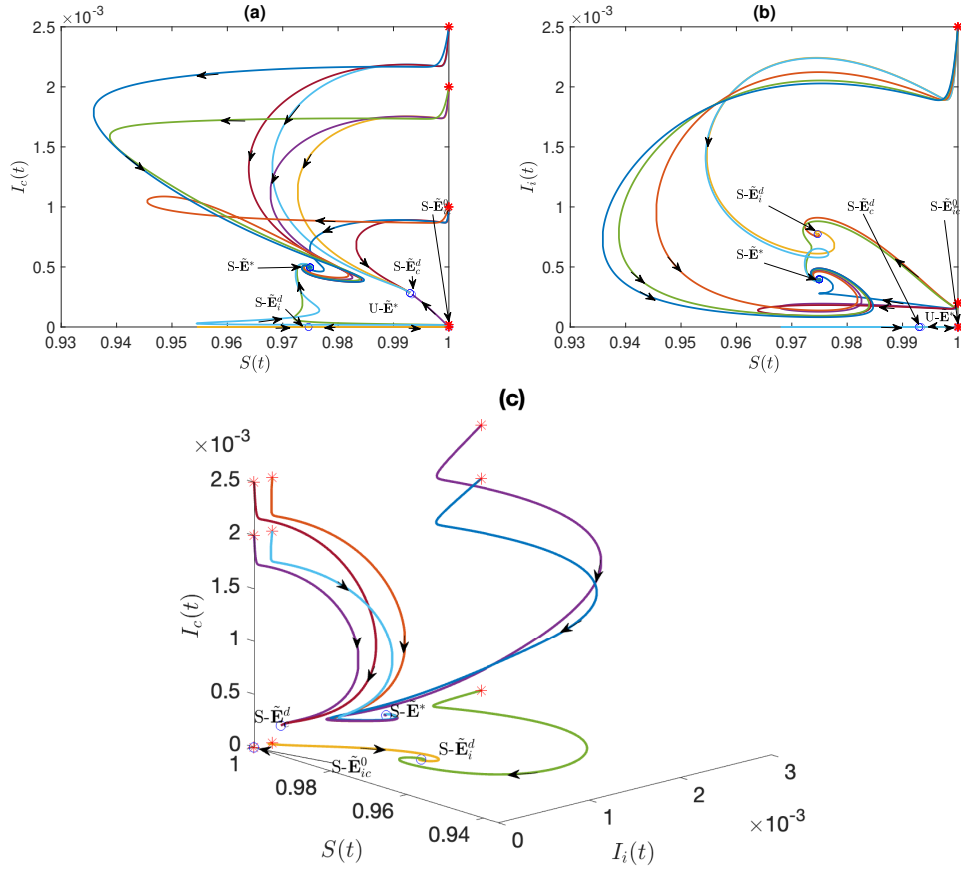 (a)
×10⁻³
2.5
2
1.5
1
0.5
0
0.93 0.94 0.95 0.96 0.97 0.98 0.99 1
I_c(t)
S(t)
S-Ẽ*
S-Ẽ_i^d
S-Ẽ_c^d
U-Ẽ*
(b)
×10⁻³
2.5
2
1.5
1
0.5
0
0.93 0.94 0.95 0.96 0.97 0.98 0.99 1
I_i(t)
S(t)
S-Ẽ_i^d
S-Ẽ_c^d
S-Ẽ_ic^0
S-Ẽ*
U-Ẽ*
(c)
×10⁻³
2.5
2
1.5
1
0.5
0
I_c(t)
S-Ẽ^d
S-Ẽ*
S-Ẽ_i^d
S-Ẽ_ic^0
1
0.98
0.96
0.94
S(t)
0
1
2
3
×10⁻³
I_i(t)